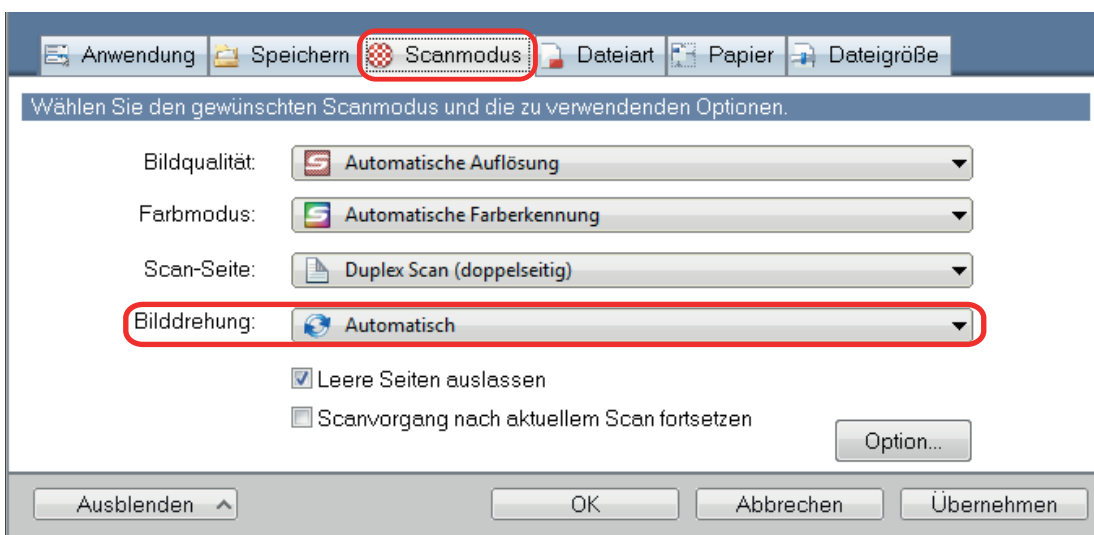 Anwendung Speichern Scanmodus Dateiart Papier Dateigröße
Wählen Sie den gewünschten Scanmodus und die zu verwendenden Optionen.
Bildqualität: Automatische Auflösung
Farbmodus: Automatische Farberkennung
Scan-Seite: Duplex Scan (doppelseitig)
Bilddrehung: Automatisch
Leere Seiten auslassen
Scanvorgang nach aktuellem Scan fortsetzen
Option...
Ausblenden OK Abbrechen Übernehmen